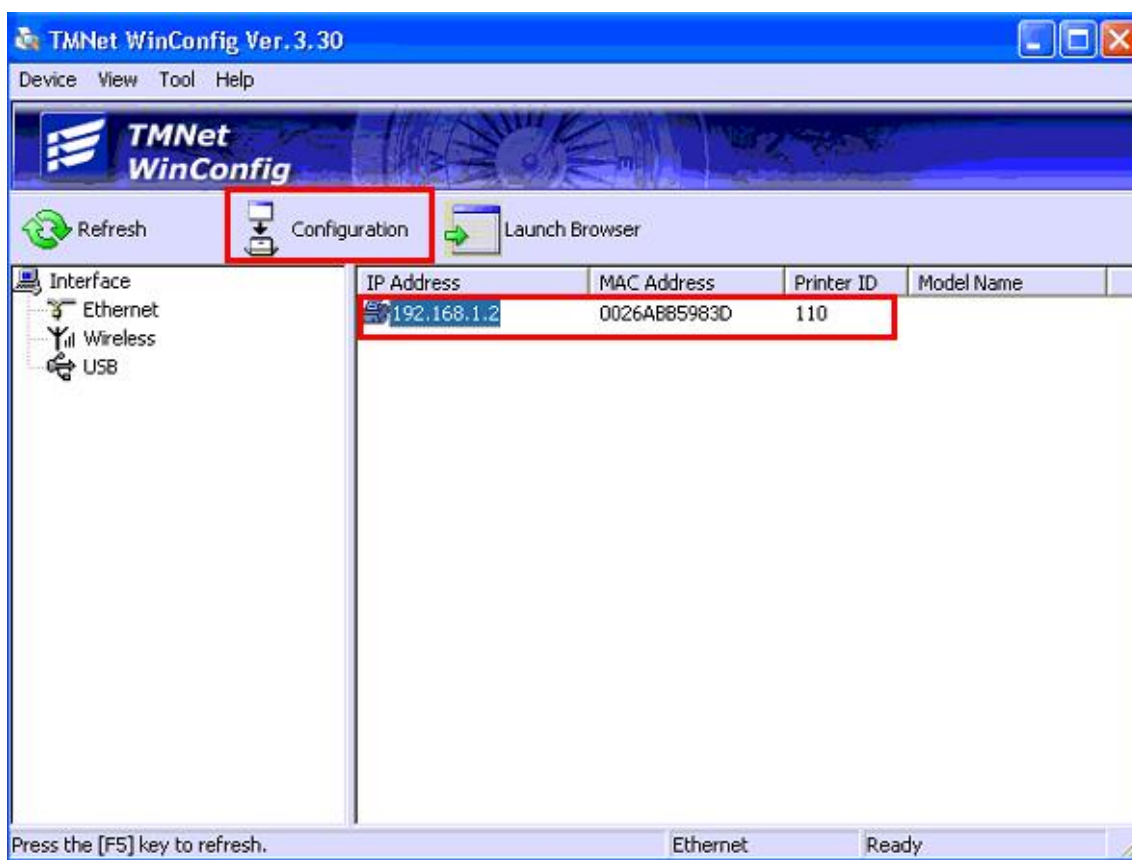 TMNet WinConfig Ver.3.30
Device View Tool Help
TMNet
WinConfig
Refresh Configuration Launch Browser
Interface IP Address MAC Address Printer ID Model Name
Ethernet 192.168.1.2 0026ABB5983D 110
Wireless
USB
Press the [F5] key to refresh. Ethernet Ready